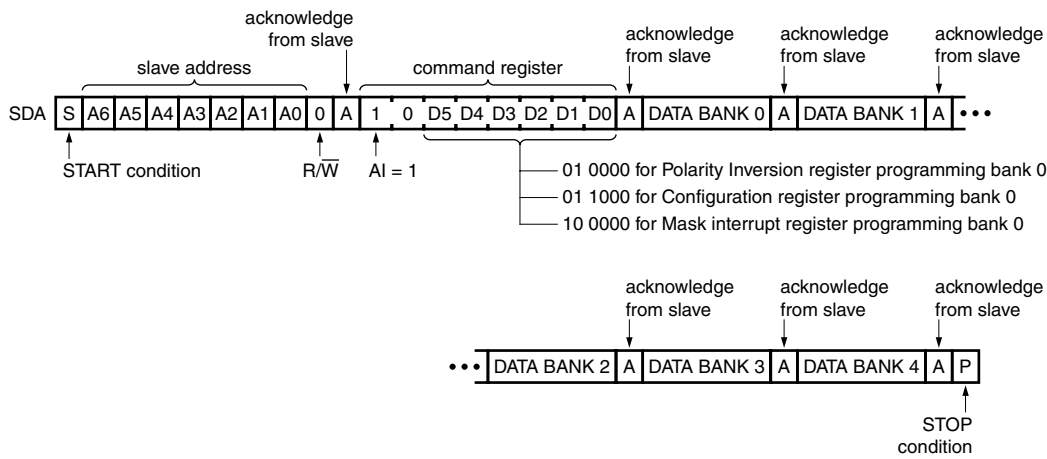 acknowledge
from slave
acknowledge
from slave
acknowledge
from slave
acknowledge
from slave
slave address
command register
SDA S A6 A5 A4 A3 A2 A1 A0 0 A 1 0 D5 D4 D3 D2 D1 D0 A DATA BANK 0 A DATA BANK 1 A •••
START condition
R/W̅
AI = 1
01 0000 for Polarity Inversion register programming bank 0
01 1000 for Configuration register programming bank 0
10 0000 for Mask interrupt register programming bank 0
acknowledge
from slave
acknowledge
from slave
acknowledge
from slave
••• DATA BANK 2 A DATA BANK 3 A DATA BANK 4 A P
STOP
condition